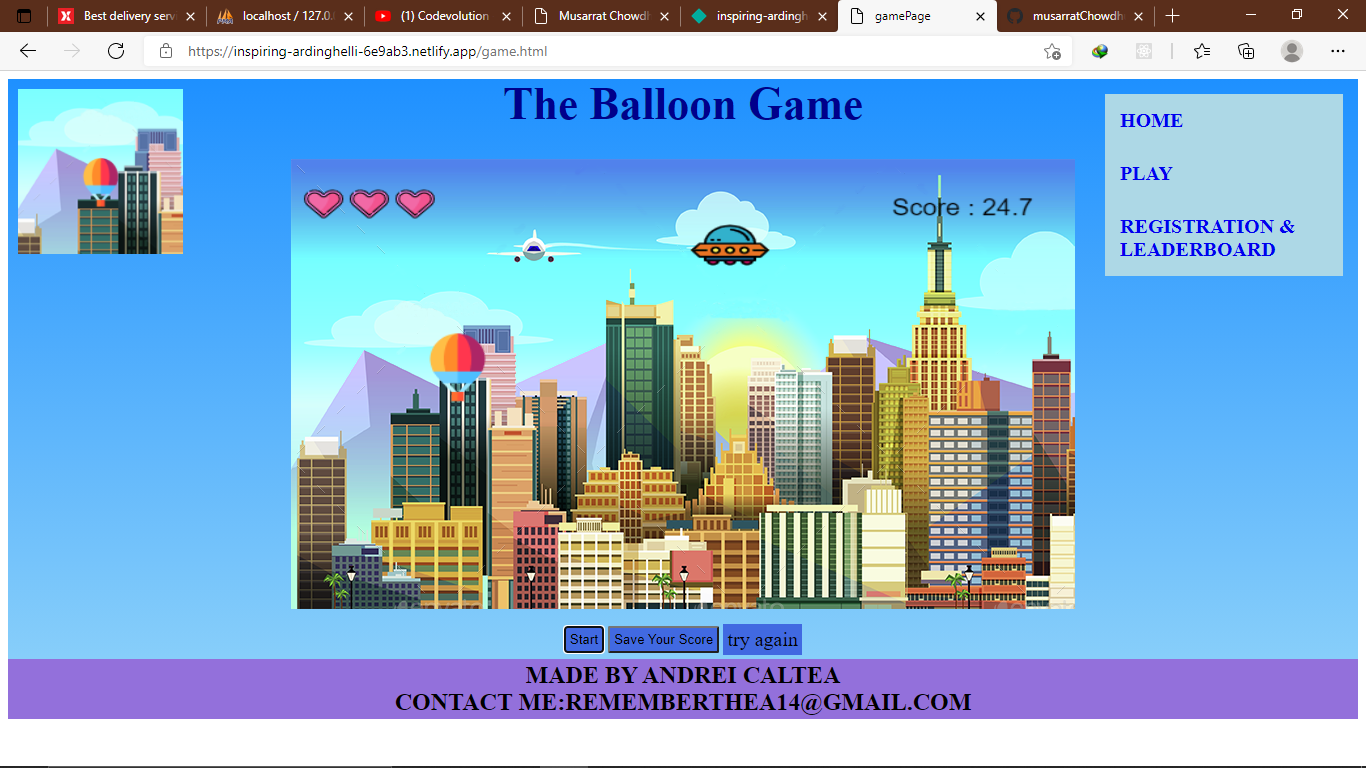 Best delivery serv
localhost / 127.0.
(1) Codevolution
Musarrat Chowdh
inspiring-ardingh
gamePage
musarratChowdh
https://inspiring-ardinghelli-6e9ab3.netlify.app/game.html
The Balloon Game
HOME
PLAY
REGISTRATION &
LEADERBOARD
Score : 24.7
Start
Save Your Score
try again
MADE BY ANDREI CALTEA
CONTACT ME:REMEMBERTHEA14@GMAIL.COM